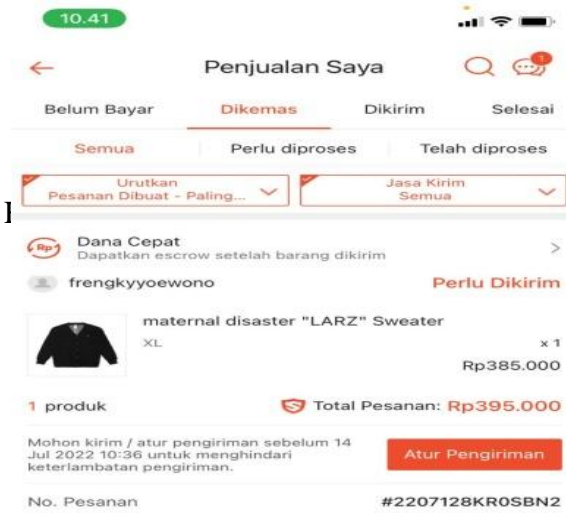 10.41
Penjualan Saya
1
Belum Bayar Dikemas Dikirim Selesai
Semua Perlu diproses Telah diproses
Urutkan
Pesanan Dibuat - Paling...
Jasa Kirim
Semua
Rp
Dana Cepat
Dapatkan escrow setelah barang dikirim
frengkyyoewono Perlu Dikirim
maternal disaster "LARZ" Sweater
XL x 1
Rp385.000
1 produk Total Pesanan: Rp395.000
Mohon kirim / atur pengiriman sebelum 14
Jul 2022 10:36 untuk menghindari
keterlambatan pengiriman.
Atur Pengiriman
No. Pesanan #2207128KR0SBN2